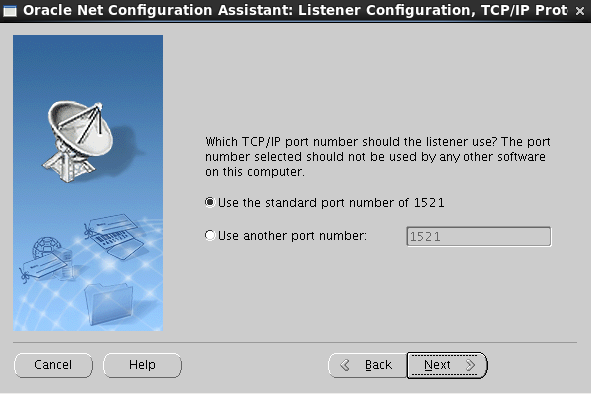 Oracle Net Configuration Assistant: Listener Configuration, TCP/IP Prot
Which TCP/IP port number should the listener use? The port
number selected should not be used by any other software
on this computer.
Use the standard port number of 1521
Use another port number: 1521
Cancel Help Back Next